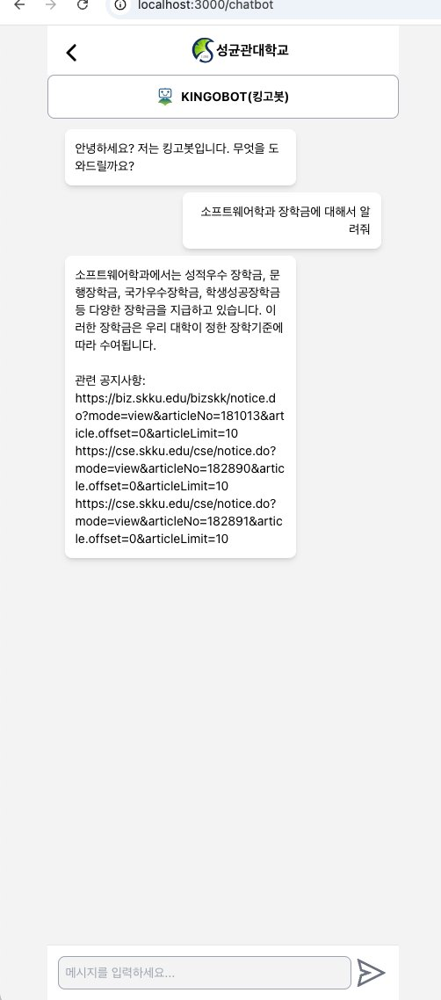 localhost:3000/chatbot
성균관대학교
KINGOBOT(킹고봇)
안녕하세요? 저는 킹고봇입니다. 무엇을 도
와드릴까요?
소프트웨어학과 장학금에 대해서 알
려줘
소프트웨어학과에서는 성적우수 장학금, 문
행장학금, 국가우수장학금, 학생성공장학금
등 다양한 장학금을 지급하고 있습니다. 이
러한 장학금은 우리 대학이 정한 장학기준에
따라 수여됩니다.
관련 공지사항:
https://biz.skku.edu/bizskk/notice.d
o?mode=view&articleNo=181013&art
icle.offset=0&articleLimit=10
https://cse.skku.edu/cse/notice.do?
mode=view&articleNo=182890&artic
le.offset=0&articleLimit=10
https://cse.skku.edu/cse/notice.do?
mode=view&articleNo=182891&artic
le.offset=0&articleLimit=10
메시지를 입력하세요...